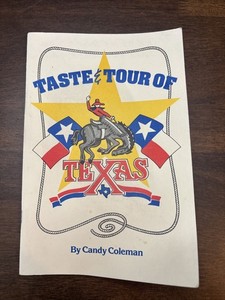 TASTE & TOUR OF
TEXAS
By Candy Coleman